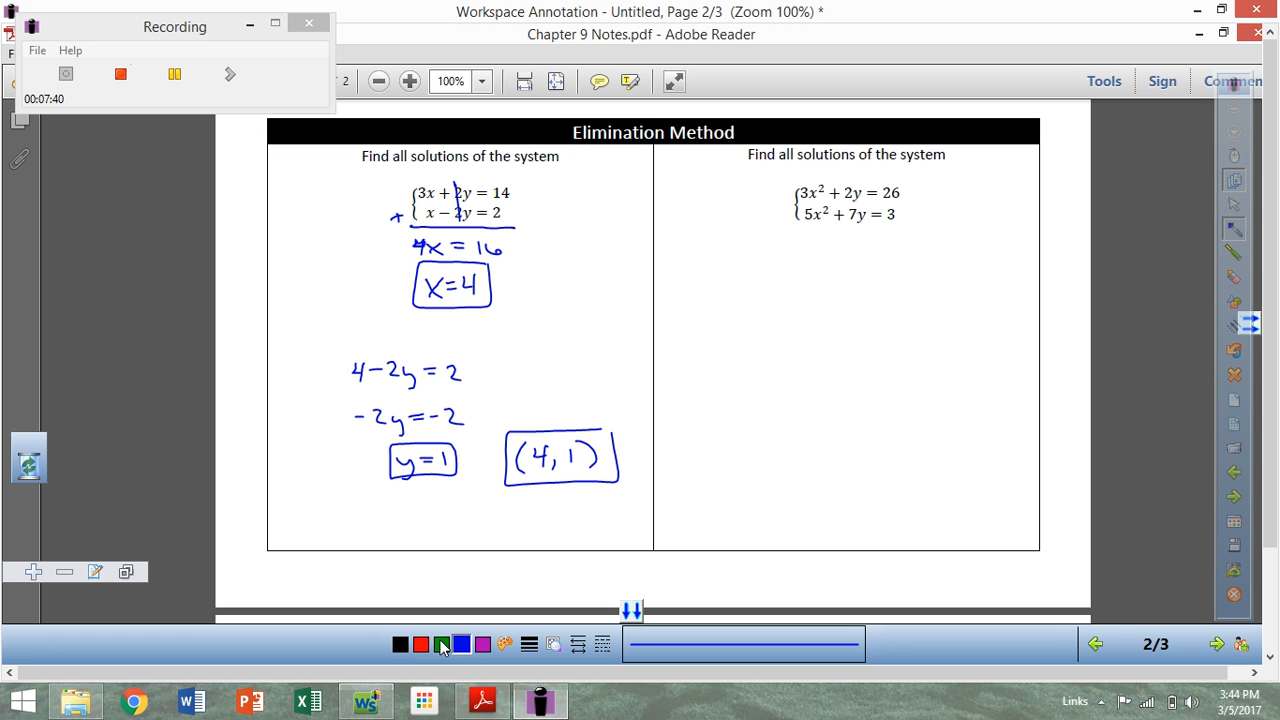 Workspace Annotation - Untitled, Page 2/3 (Zoom 100%) *
Recording
Chapter 9 Notes.pdf - Adobe Reader
File Help
2
100%
Tools Sign Commen
00:07:40
Elimination Method
Find all solutions of the system
3x + 2y = 14
x − 2y = 2
+
4x = 16
x=4
4-2y = 2
-2y=-2
y=1
(4,1)
Find all solutions of the system
3x² + 2y = 26
5x² + 7y = 3
2/3
Links
3:44 PM
3/5/2017